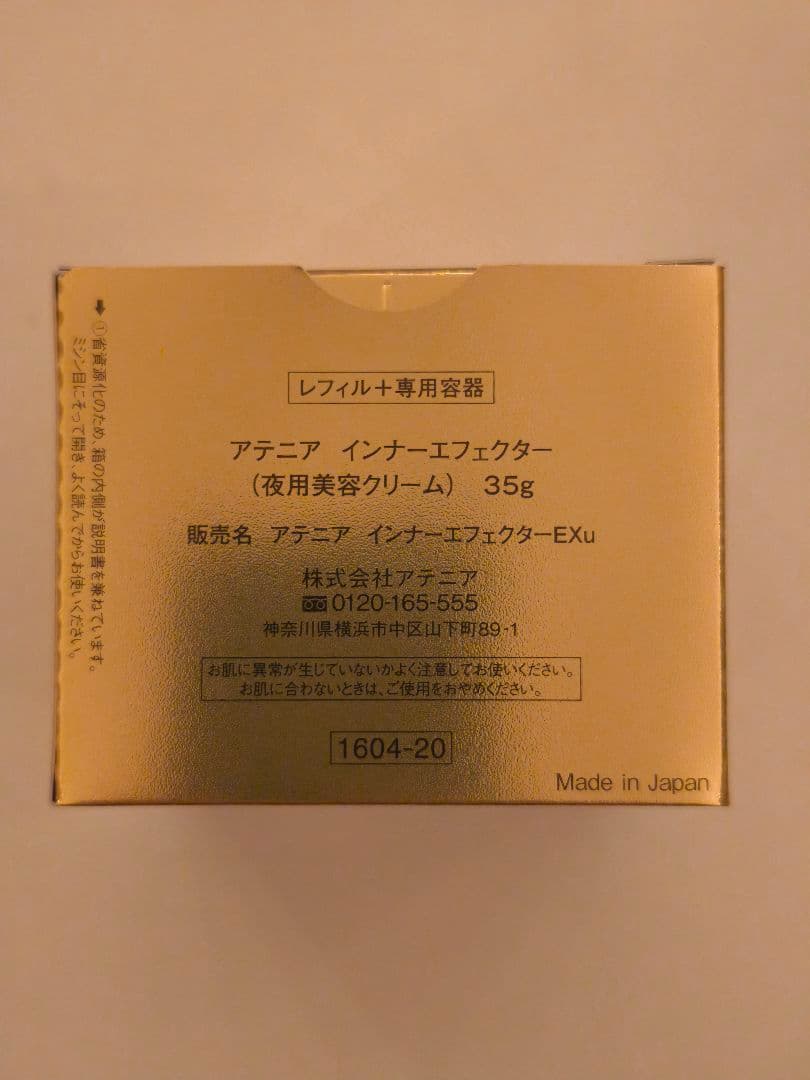 レフィル＋専用容器
アテニア インナーエフェクター
（夜用美容クリーム） 35g
販売名 アテニア インナーエフェクターEXu
株式会社アテニア
0120-165-555
神奈川県横浜市中区山下町89-1
お肌に異常が生じていないかよく注意してお使いください。
お肌に合わないときは、ご使用をおやめください。
1604-20
Made in Japan
➡①省資源化のため、箱の内側が説明書を兼ねています。
ミシン目にそって開き、よく読んでからお使いください。